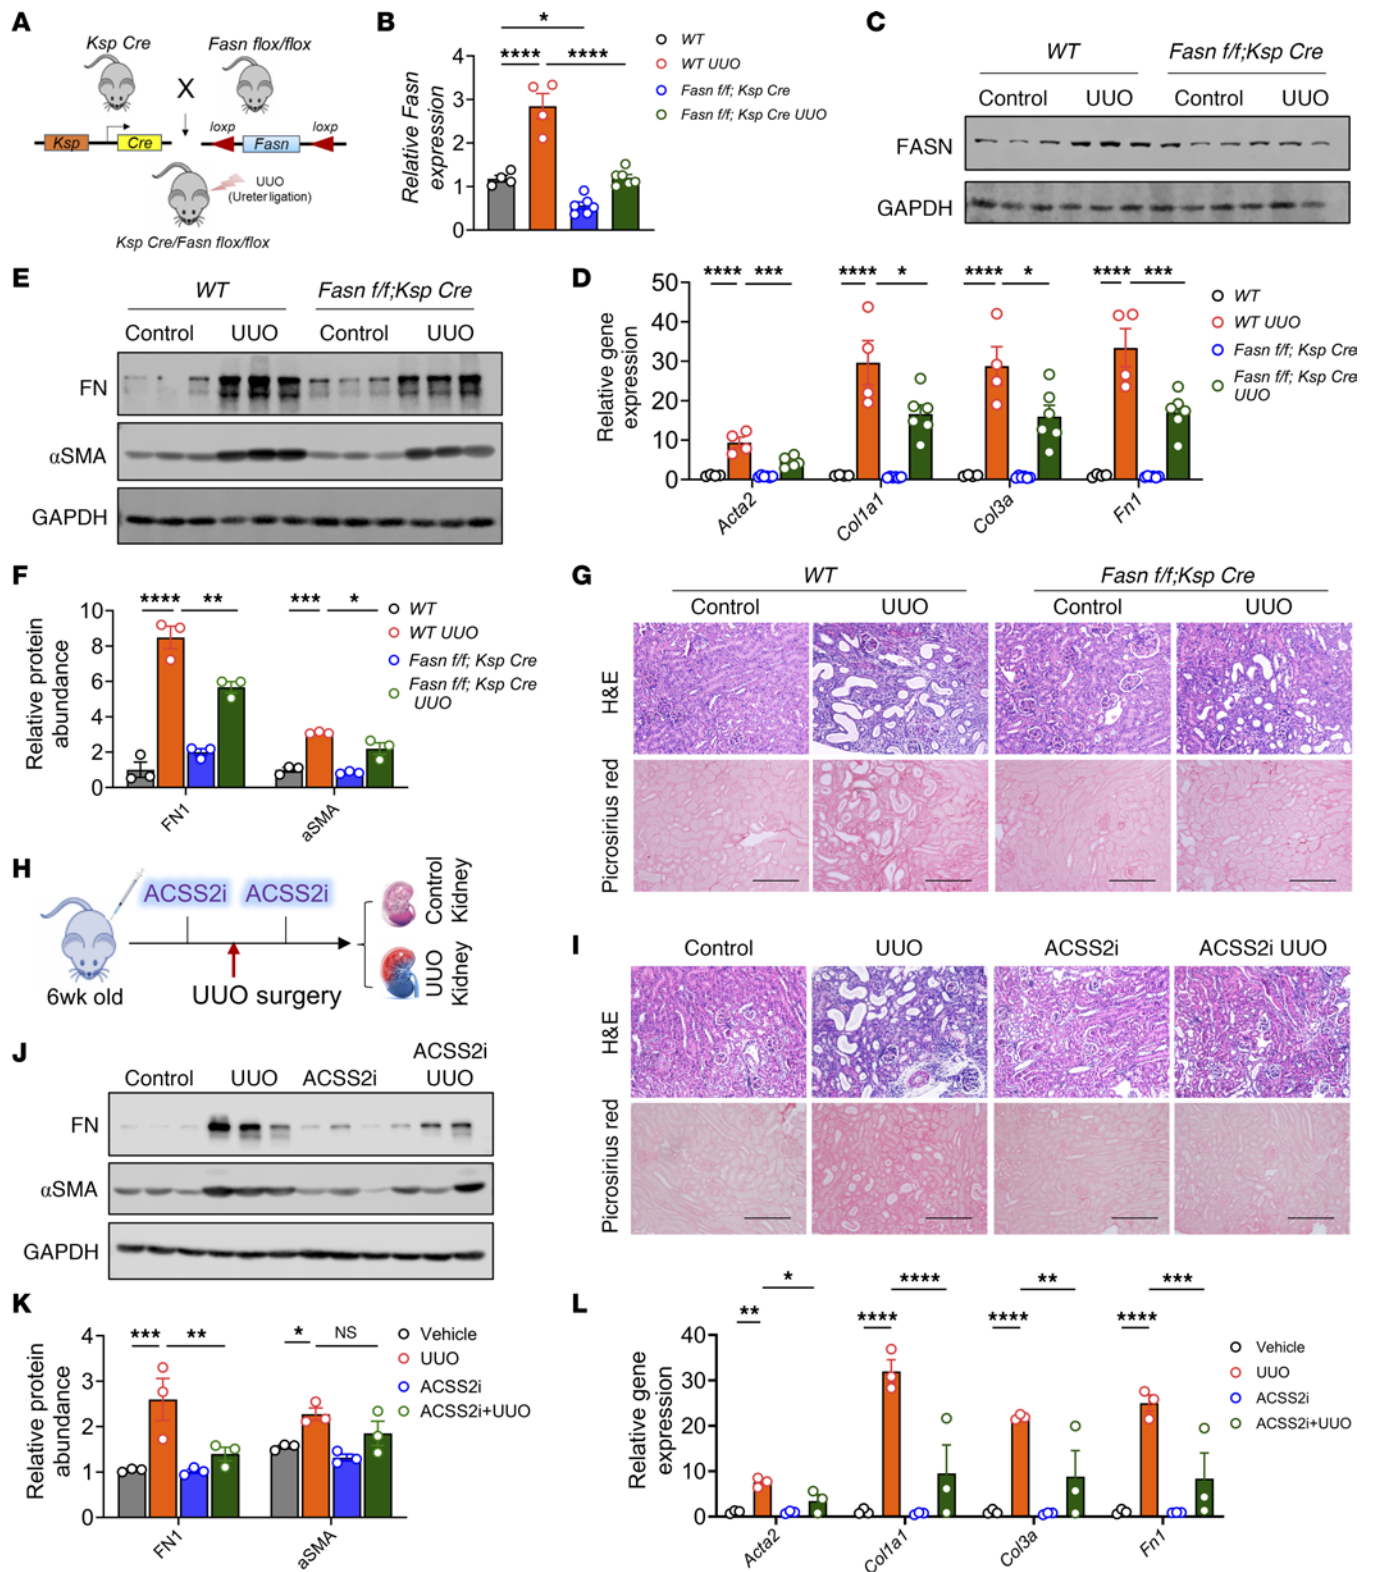 A
Ksp Cre
Fasn flox/flox
X
loxp
loxp
Ksp
Cre
Fasn
UUO
(Ureter ligation)
Ksp Cre/Fasn flox/flox
B
*
**** ****
Relative Fasn
expression
4
3
2
1
0
WT
WT UUO
Fasn f/f; Ksp Cre
Fasn f/f; Ksp Cre UUO
C
WT
Fasn f/f;Ksp Cre
Control UUO Control UUO
FASN
GAPDH
E
WT
Fasn f/f;Ksp Cre
Control UUO Control UUO
FN
αSMA
GAPDH
D
**** *** **** * **** * **** ***
Relative gene
expression
50
40
30
20
10
0
Acta2
Col1a1
Col3a
Fn1
WT
WT UUO
Fasn f/f; Ksp Cre
Fasn f/f; Ksp Cre
UUO
F
**** ** *** *
Relative protein
abundance
10
8
6
4
2
0
FN1
aSMA
WT
WT UUO
Fasn f/f; Ksp Cre
Fasn f/f; Ksp Cre
UUO
G
WT
Fasn f/f;Ksp Cre
Control UUO Control UUO
H&E
Picrosirius red
H
ACSS2i ACSS2i
6wk old
UUO surgery
Control
Kidney
UUO
Kidney
I
Control UUO ACSS2i ACSS2i UUO
H&E
Picrosirius red
J
Control UUO ACSS2i ACSS2i
UUO
FN
αSMA
GAPDH
K
*** ** * NS
Relative protein
abundance
4
3
2
1
0
FN1
aSMA
Vehicle
UUO
ACSS2i
ACSS2i+UUO
L
* **** ** ***
** **** **** ****
Relative gene
expression
40
30
20
10
0
Acta2
Col1a1
Col3a
Fn1
Vehicle
UUO
ACSS2i
ACSS2i+UUO